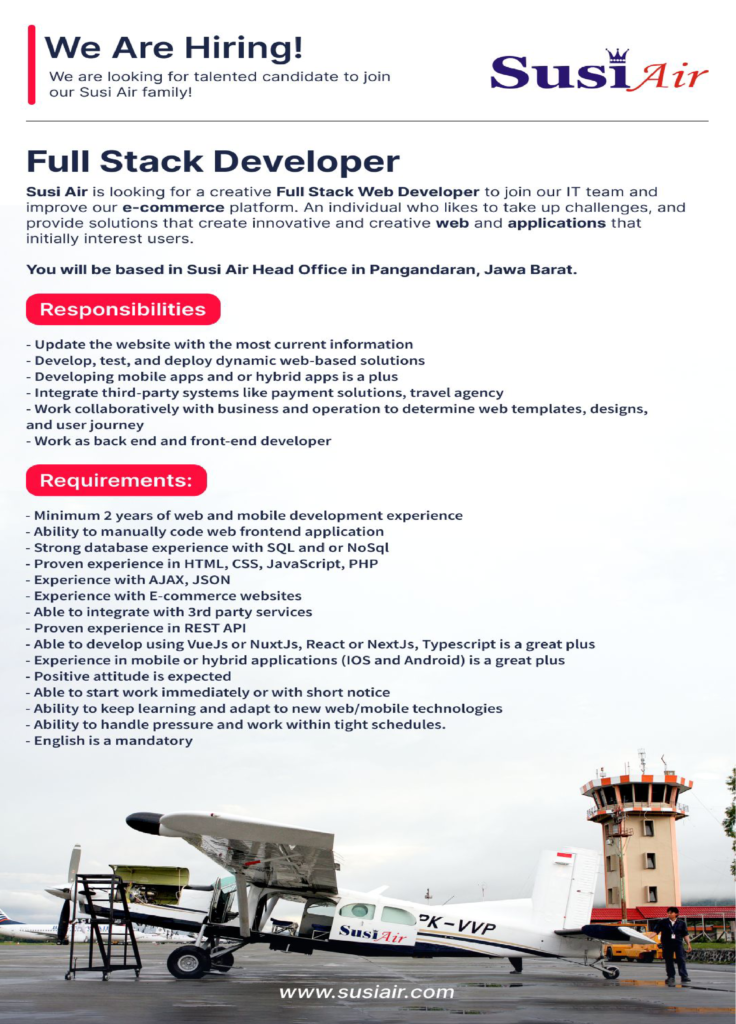 We Are Hiring!
We are looking for talented candidate to join
our Susi Air family!
Susi Air
Full Stack Developer
Susi Air is looking for a creative Full Stack Web Developer to join our IT team and
improve our e-commerce platform. An individual who likes to take up challenges, and
provide solutions that create innovative and creative web and applications that
initially interest users.
You will be based in Susi Air Head Office in Pangandaran, Jawa Barat.
Responsibilities
- Update the website with the most current information
- Develop, test, and deploy dynamic web-based solutions
- Developing mobile apps and or hybrid apps is a plus
- Integrate third-party systems like payment solutions, travel agency
- Work collaboratively with business and operation to determine web templates, designs,
and user journey
- Work as back end and front-end developer
Requirements:
- Minimum 2 years of web and mobile development experience
- Ability to manually code web frontend application
- Strong database experience with SQL and or NoSql
- Proven experience in HTML, CSS, JavaScript, PHP
- Experience with AJAX, JSON
- Experience with E-commerce websites
- Able to integrate with 3rd party services
- Proven experience in REST API
- Able to develop using VueJs or NuxtJs, React or NextJs, Typescript is a great plus
- Experience in mobile or hybrid applications (IOS and Android) is a great plus
- Positive attitude is expected
- Able to start work immediately or with short notice
- Ability to keep learning and adapt to new web/mobile technologies
- Ability to handle pressure and work within tight schedules.
- English is a mandatory
PK-VVP
Susi Air
www.susiair.com